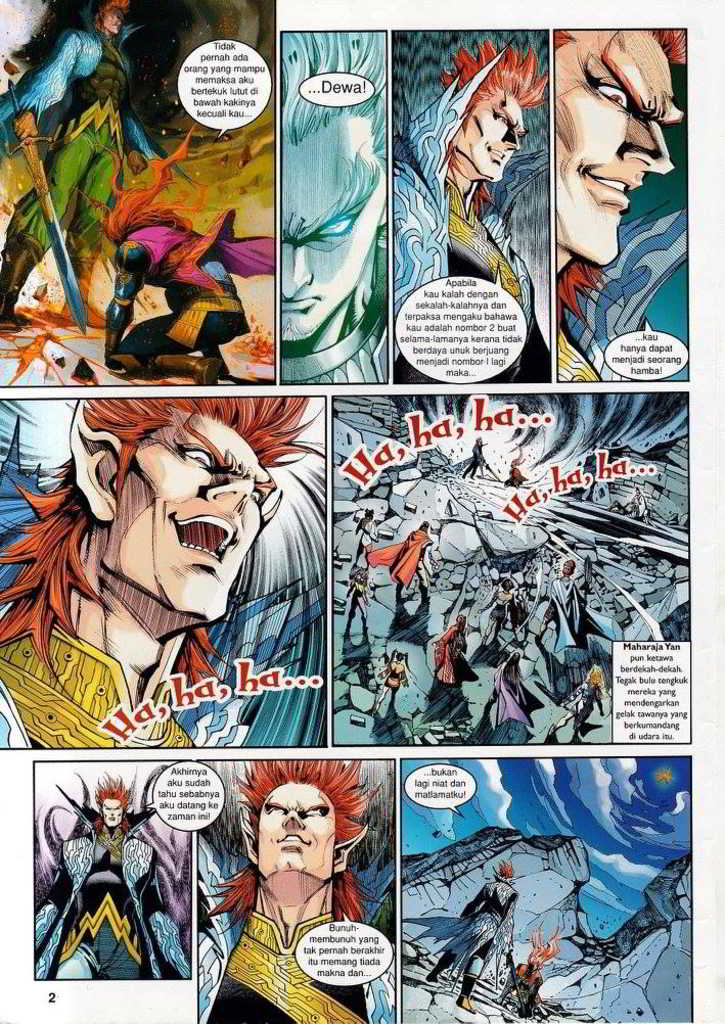 Tidak
pernah ada
orang yang mampu
memaksa aku
bertekuk lutut di
bawah kakinya
kecuali kau...
...Dewa!
Apabila
kau kalah dengan
sekalah-kalahnya dan
terpaksa mengaku bahawa
kau adalah nombor 2 buat
selama-lamanya kerana tidak
berdaya unuk berjuang
menjadi nombor I lagi
maka...
...kau
hanya dapat
menjadi seorang
hamba!
Ha, ha, ha...
Ha, ha, ha...
Ha, ha, ha...
Maharaja Yan
pun ketawa
berdekah-dekah.
Tegak bulu tengkuk
mereka yang
mendengarkan
gelak tawanya yang
berkumandang
di udara itu.
Akhirnya
aku sudah
tahu sebabnya
aku datang ke
zaman ini!
Bunuh-
membunuh yang
tak pernah berakhir
itu memang tiada
makna dan...
...bukan
lagi niat dan
matlamatku!
2